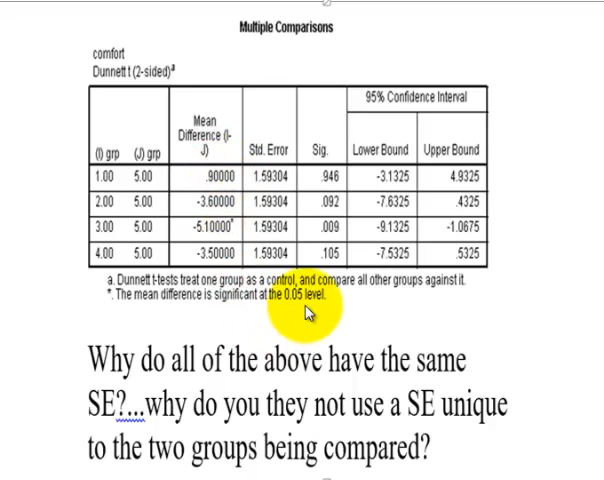 Multiple Comparisons
comfort
Dunnett t (2-sided)a
95% Confidence Interval
(I) grp (J) grp Mean Difference (I-J) Std. Error Sig. Lower Bound Upper Bound
1.00 5.00 .90000 1.59304 .946 -3.1325 4.9325
2.00 5.00 -3.60000 1.59304 .092 -7.6325 .4325
3.00 5.00 -5.10000* 1.59304 .009 -9.1325 -1.0675
4.00 5.00 -3.50000 1.59304 .105 -7.5325 .5325
a. Dunnett t-tests treat one group as a control, and compare all other groups against it.
*. The mean difference is significant at the 0.05 level.
Why do all of the above have the same
SE?...why do you they not use a SE unique
to the two groups being compared?